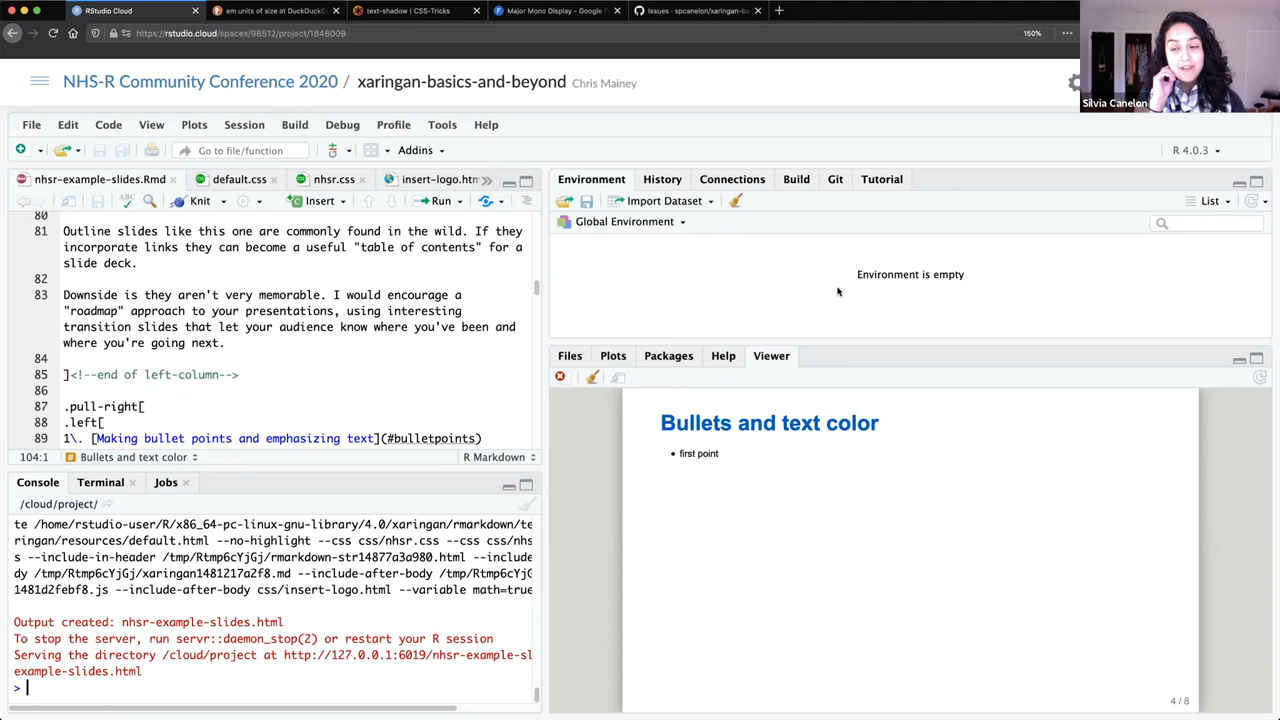 RStudio Cloud
em units of size at DuckDuckG
text-shadow | CSS-Tricks
Major Mono Display - Google F
Issues · spcanelon/xaringan-b
https://rstudio.cloud/spaces/98512/project/1848009
150%
NHS-R Community Conference 2020 / xaringan-basics-and-beyond Chris Mainey
Silvia Canelon
File Edit Code View Plots Session Build Debug Profile Tools Help
Go to file/function
Addins
R 4.0.3
nhsr-example-slides.Rmd
default.css
nhsr.css
insert-logo.htm
Knit
Insert
Run
80
81 Outline slides like this one are commonly found in the wild. If they
incorporate links they can become a useful "table of contents" for a
slide deck.
82
83 Downside is they aren't very memorable. I would encourage a
"roadmap" approach to your presentations, using interesting
transition slides that let your audience know where you've been and
where you're going next.
84
85 ]<!--end of left-column-->
86
87 .pull-right[
88 .left[
89 1\. [Making bullet points and emphasizing text](#bulletpoints)
104:1 Bullets and text color R Markdown
Console Terminal Jobs
/cloud/project/
te /home/rstudio-user/R/x86_64-pc-linux-gnu-library/4.0/xaringan/rmarkdown/te
ringan/resources/default.html --no-highlight --css css/nhsr.css --css css/nhs
s --include-in-header /tmp/Rtmp6cYjGj/rmarkdown-str14877a3a980.html --include
dy /tmp/Rtmp6cYjGj/xaringan1481217a2f8.md --include-after-body /tmp/Rtmp6cYjG
1481d2febf8.js --include-after-body css/insert-logo.html --variable math=true
Output created: nhsr-example-slides.html
To stop the server, run servr::daemon_stop(2) or restart your R session
Serving the directory /cloud/project at http://127.0.0.1:6019/nhsr-example-sl
example-slides.html
>
Environment History Connections Build Git Tutorial
Import Dataset
List
Global Environment
Environment is empty
Files Plots Packages Help Viewer
Bullets and text color
• first point
4 / 8